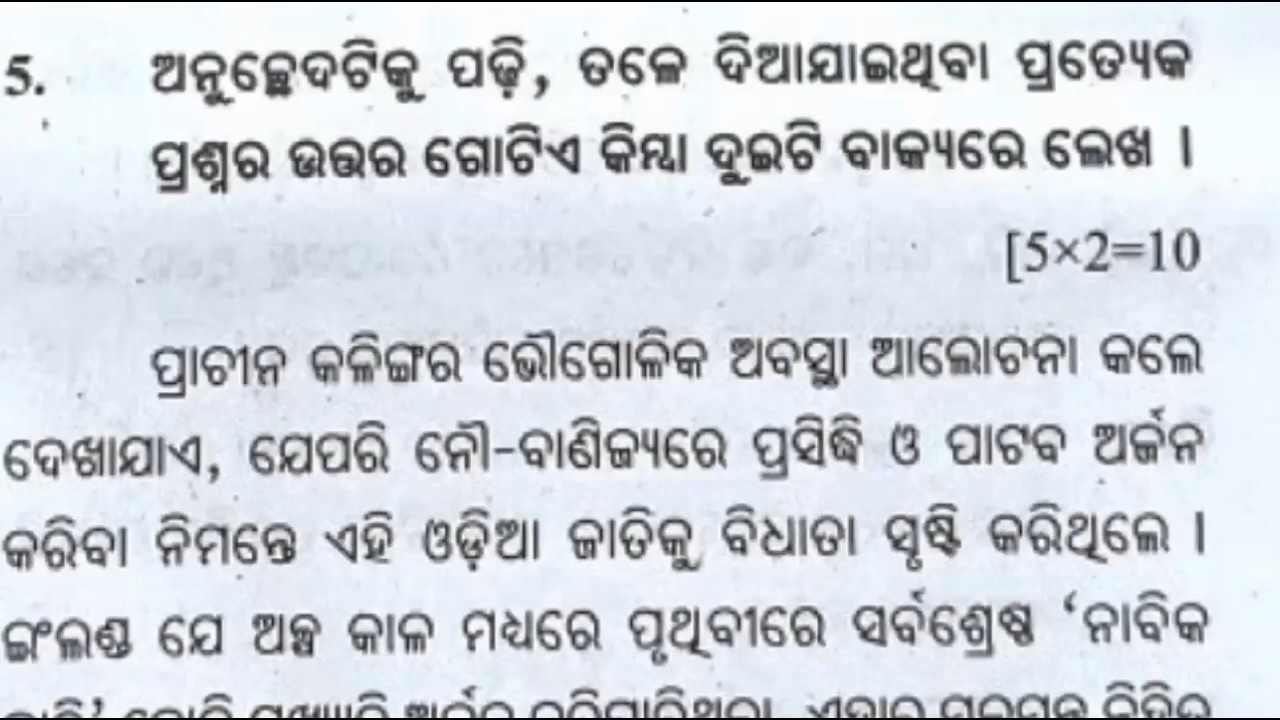 5. ଅନୁଚ୍ଛେଦଟିକୁ ପଢ଼ି, ତଳେ ଦିଆଯାଇଥିବା ପ୍ରତ୍ୟେକ
ପ୍ରଶ୍ନର ଉତ୍ତର ଗୋଟିଏ କିମ୍ବା ଦୁଇଟି ବାକ୍ୟରେ ଲେଖ ।
[5×2=10
ପ୍ରାଚୀନ କଳିଙ୍ଗର ଭୌଗୋଳିକ ଅବସ୍ଥା ଆଲୋଚନା କଲେ
ଦେଖାଯାଏ, ଯେପରି ନୌ-ବାଣିଜ୍ୟରେ ପ୍ରସିଦ୍ଧି ଓ ପାଟବ ଅର୍ଜନ
କରିବା ନିମନ୍ତେ ଏହି ଓଡ଼ିଆ ଜାତିକୁ ବିଧାତା ସୃଷ୍ଟି କରିଥିଲେ ।
ଇଂଲଣ୍ଡ ଯେ ଅଳ୍ପ କାଳ ମଧ୍ୟରେ ପୃଥିବୀରେ ସର୍ବଶ୍ରେଷ୍ଠ ‘ନାବିକ